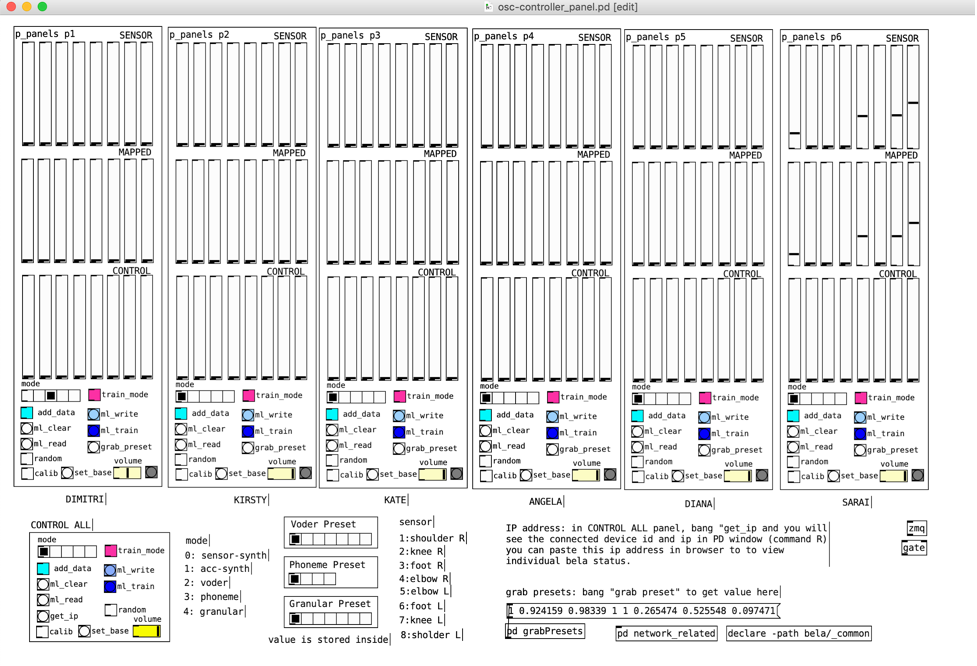 osc-controller_panel.pd [edit]
p_panels p1 SENSOR
MAPPED
CONTROL
mode
train_mode
add_data ml_write
ml_clear ml_train
ml_read grab_preset
random
volume
calib set_base
DIMITRI
p_panels p2 SENSOR
MAPPED
CONTROL
mode
train_mode
add_data ml_write
ml_clear ml_train
ml_read grab_preset
random
volume
calib set_base
KIRSTY
p_panels p3 SENSOR
MAPPED
CONTROL
mode
train_mode
add_data ml_write
ml_clear ml_train
ml_read grab_preset
random
volume
calib set_base
KATE
p_panels p4 SENSOR
MAPPED
CONTROL
mode
train_mode
add_data ml_write
ml_clear ml_train
ml_read grab_preset
random
volume
calib set_base
ANGELA
p_panels p5 SENSOR
MAPPED
CONTROL
mode
train_mode
add_data ml_write
ml_clear ml_train
ml_read grab_preset
random
volume
calib set_base
DIANA
p_panels p6 SENSOR
MAPPED
CONTROL
mode
train_mode
add_data ml_write
ml_clear ml_train
ml_read grab_preset
random
volume
calib set_base
SARAI
CONTROL ALL
mode
train_mode
add_data ml_write
ml_clear ml_train
ml_read
random
get_ip
volume
calib set_base
mode
0: sensor-synth
1: acc-synth
2: voder
3: phoneme
4: granular
Voder Preset
Phoneme Preset
Granular Preset
value is stored inside
sensor
1:shoulder R
2:knee R
3:foot R
4:elbow R
5:elbow L
6:foot L
7:knee L
8:sholder L
IP address: in CONTROL ALL panel, bang "get_ip and you will
see the connected device id and ip in PD window (command R)
you can paste this ip address in browser to to view
individual bela status.
zmq
gate
grab presets: bang "grab preset" to get value here
1 0.924159 0.98339 1 1 0.265474 0.525548 0.097471
pd grabPresets
pd network_related
declare -path bela/_common